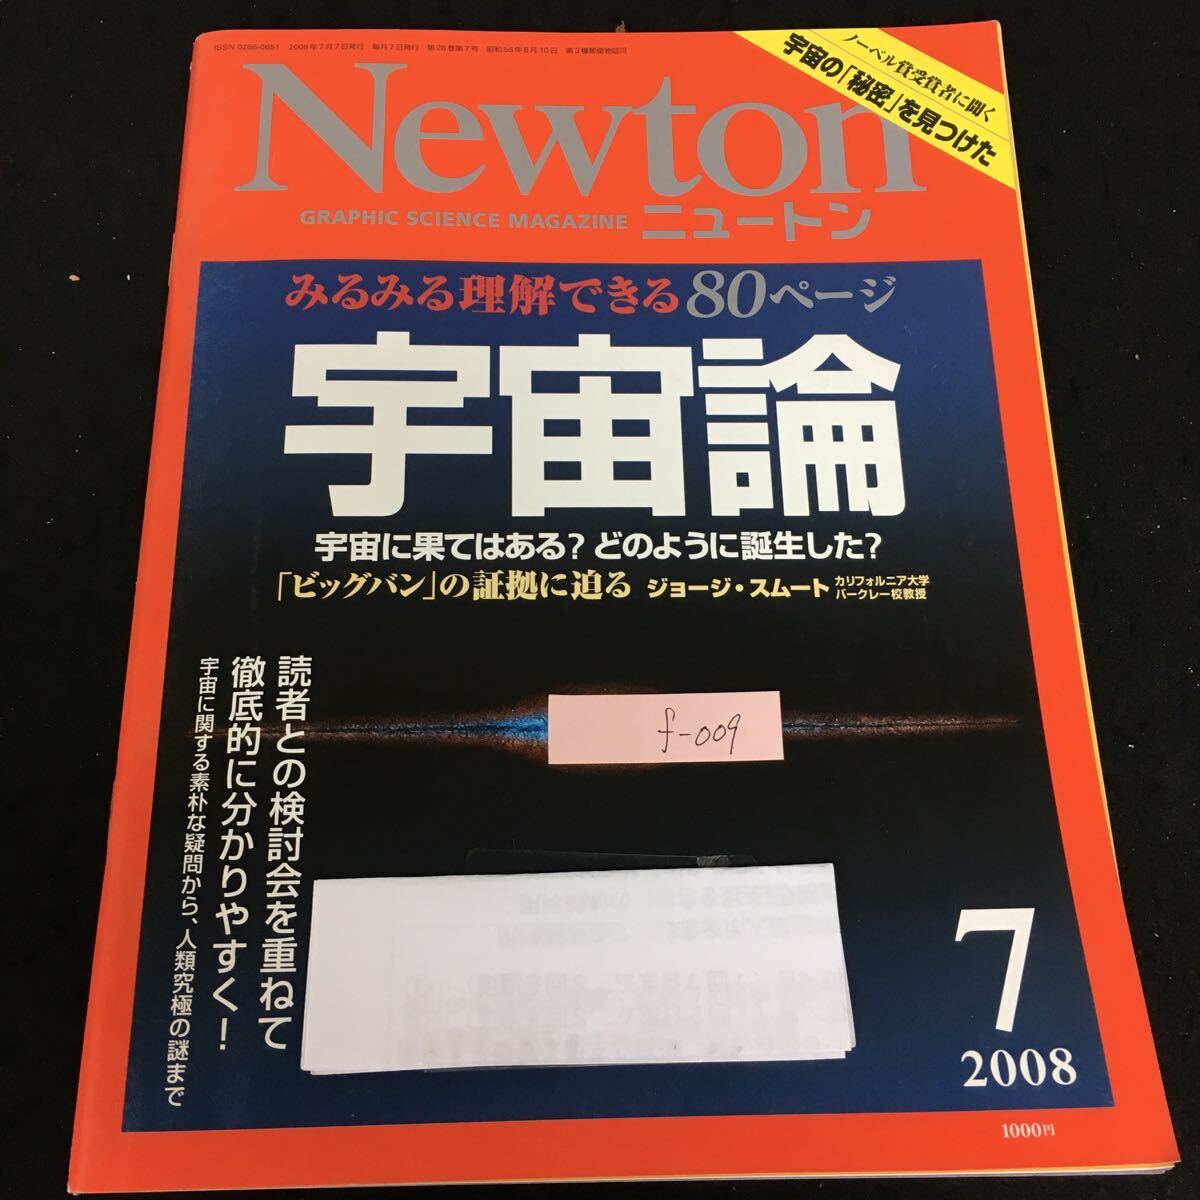 ISSN 0286-0651 2008年7月7日発行 毎月7日発行 第28巻第7号 昭和56年8月10日 第3種郵便物認可
ノーベル賞受賞者に聞く
宇宙の「秘密」を見つけた
Newton
GRAPHIC SCIENCE MAGAZINE ニュートン
みるみる理解できる80ページ
宇宙論
宇宙に果てはある？どのように誕生した？
「ビッグバン」の証拠に迫る ジョージ・スムート カリフォルニア大学
バークレー校教授
読者との検討会を重ねて
徹底的に分かりやすく！
宇宙に関する素朴な疑問から、人類究極の謎まで
f-009
7
2008
1000円